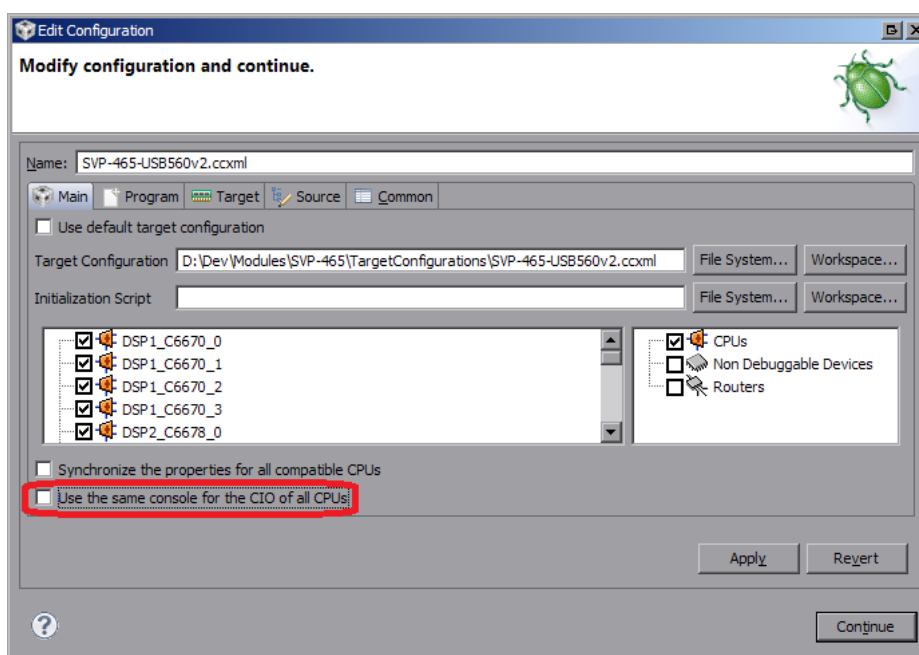 Edit Configuration
Modify configuration and continue.
Name: SVP-465-USB560v2.ccxml
Main Program Target Source Common
Use default target configuration
Target Configuration D:\Dev\Modules\SVP-465\TargetConfigurations\SVP-465-USB560v2.ccxml File System... Workspace...
Initialization Script File System... Workspace...
DSP1_C6670_0 CPUs
DSP1_C6670_1 Non Debuggable Devices
DSP1_C6670_2 Routers
DSP1_C6670_3
DSP2_C6678_0
Synchronize the properties for all compatible CPUs
Use the same console for the CIO of all CPUs
Apply Revert
? Continue